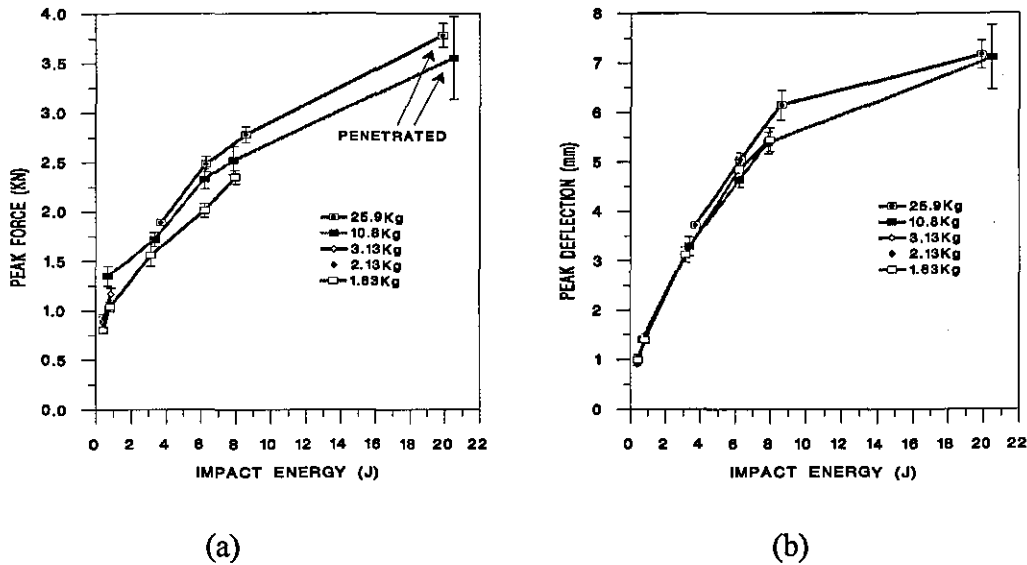 4.0
3.5
3.0
2.5
2.0
1.5
1.0
0.5
0.0
PEAK FORCE (KN)
PENETRATED
25.9Kg
10.8Kg
3.13Kg
2.13Kg
1.83Kg
0 2 4 6 8 10 12 14 16 18 20 22
IMPACT ENERGY (J)
(a)
8
7
6
5
4
3
2
1
0
PEAK DEFLECTION (mm)
25.9Kg
10.8Kg
3.13Kg
2.13Kg
1.83Kg
0 2 4 6 8 10 12 14 16 18 20 22
IMPACT ENERGY (J)
(b)